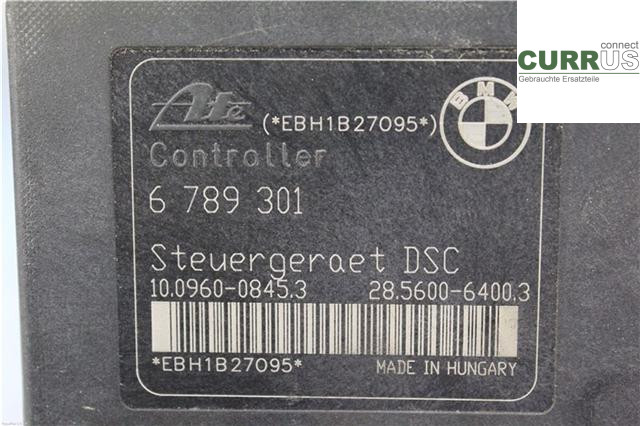 connect
CURRUS
Gebrauchte Ersatzteile
Ate
(*EBH1B27095*)
BMW
Controller
6 789 301
Steuergeraet DSC
10.0960-0845.3 28.5600-6400.3
*EBH1B27095*
MADE IN HUNGARY